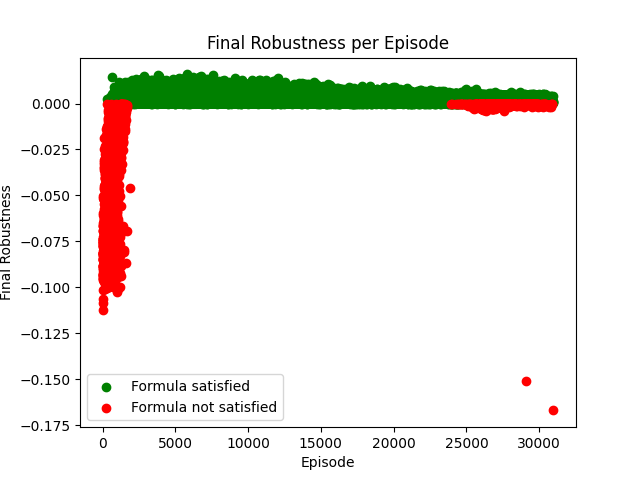 Final Robustness per Episode
Final Robustness
0.000
−0.025
−0.050
−0.075
−0.100
−0.125
−0.150
−0.175
Formula satisfied
Formula not satisfied
0 5000 10000 15000 20000 25000 30000
Episode